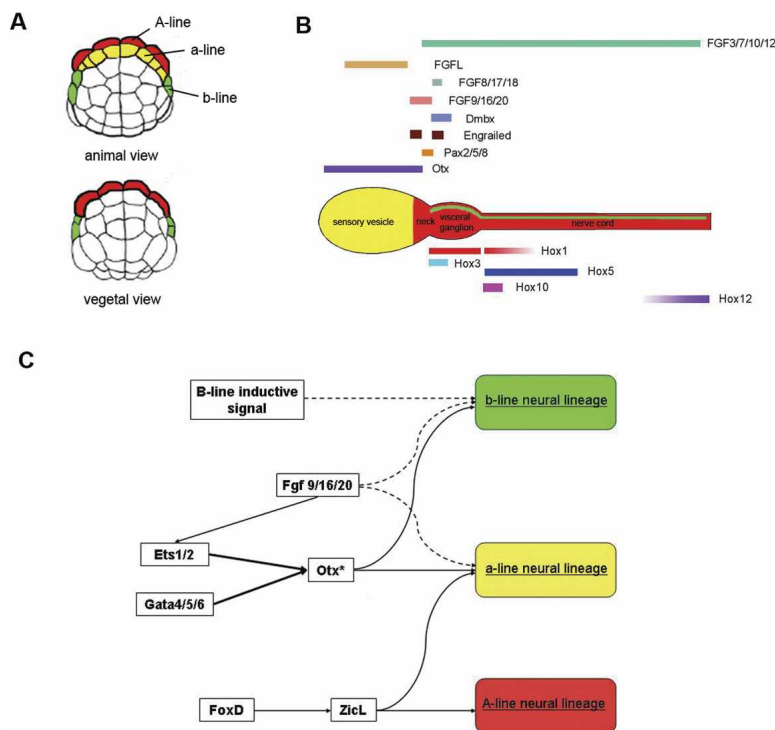 A
A-line
a-line
b-line
animal view
vegetal view
B
FGF3/7/10/12
FGFL
FGF8/17/18
FGF9/16/20
Dmbx
Engrailed
Pax2/5/8
Otx
sensory vesicle
neck
visceral
ganglion
nerve cord
Hox1
Hox3
Hox5
Hox10
Hox12
C
B-line inductive
signal
b-line neural lineage
Fgf 9/16/20
Ets1/2
Otx*
a-line neural lineage
Gata4/5/6
FoxD
ZicL
A-line neural lineage